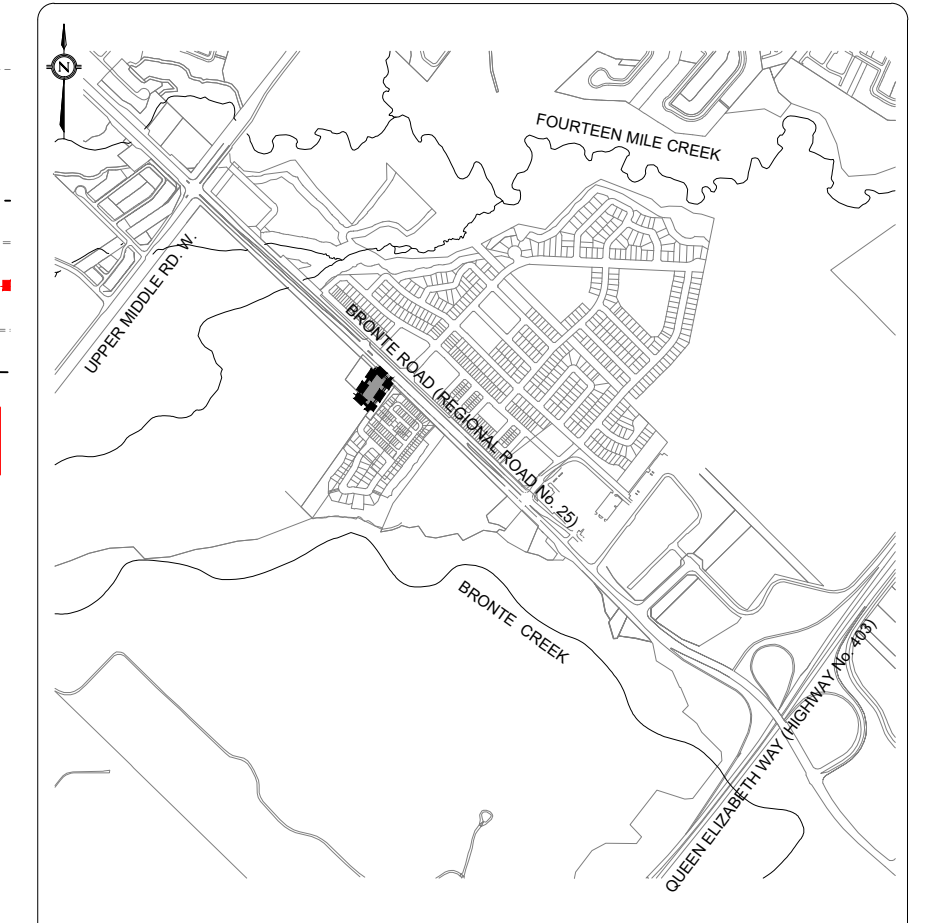 N
FOURTEEN MILE CREEK
UPPER MIDDLE RD. W.
BRONTE ROAD (REGIONAL ROAD No. 25)
BRONTE CREEK
QUEEN ELIZABETH WAY (HIGHWAY No. 403)